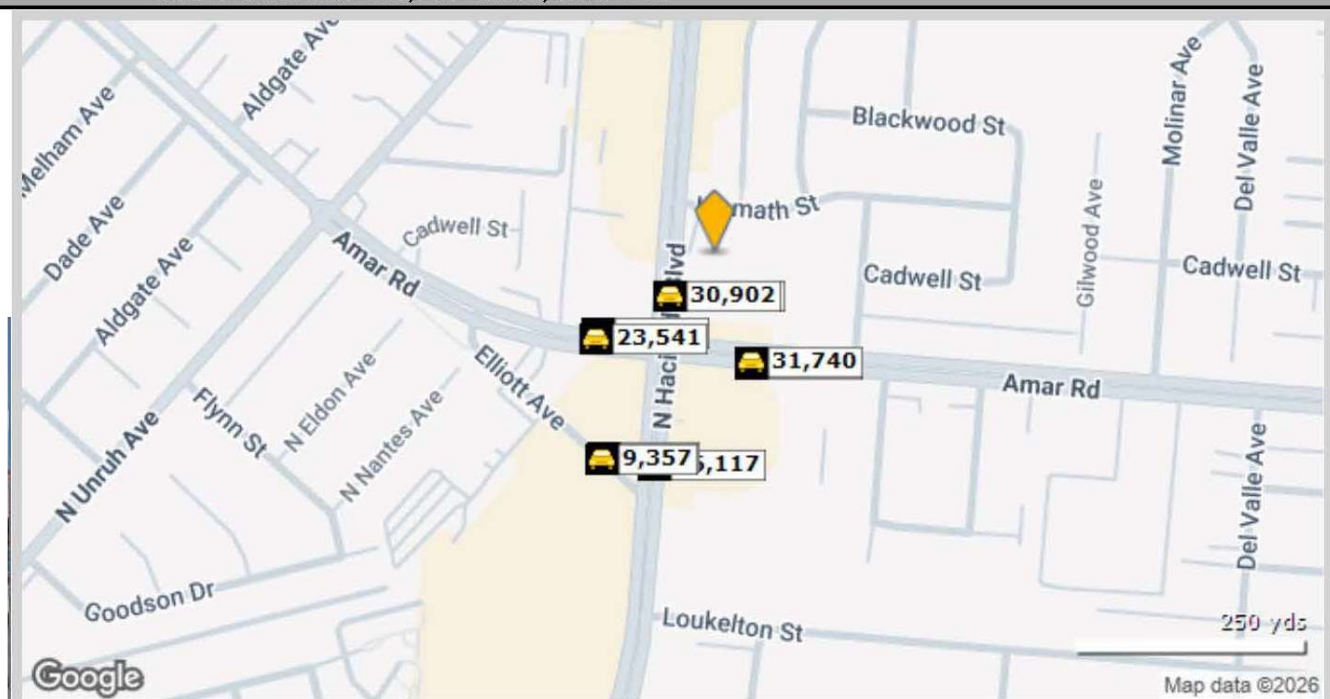 Aldgate Ave
Melham Ave
Blackwood St
Molinar Ave
Del Valle Ave
Dade Ave
Cadwell St
math St
Gilwood Ave
Amar Rd
Aldgate Ave
Blvd
Cadwell St
Cadwell St
30,902
23,541
31,740
N Haci
Amar Rd
Elliott Ave
N Eldon Ave
Flynn St
N Nantes Ave
N Unruh Ave
9,357
5,117
Del Valle Ave
Goodson Dr
Loukelton St
250 yds
Google
Map data ©2026